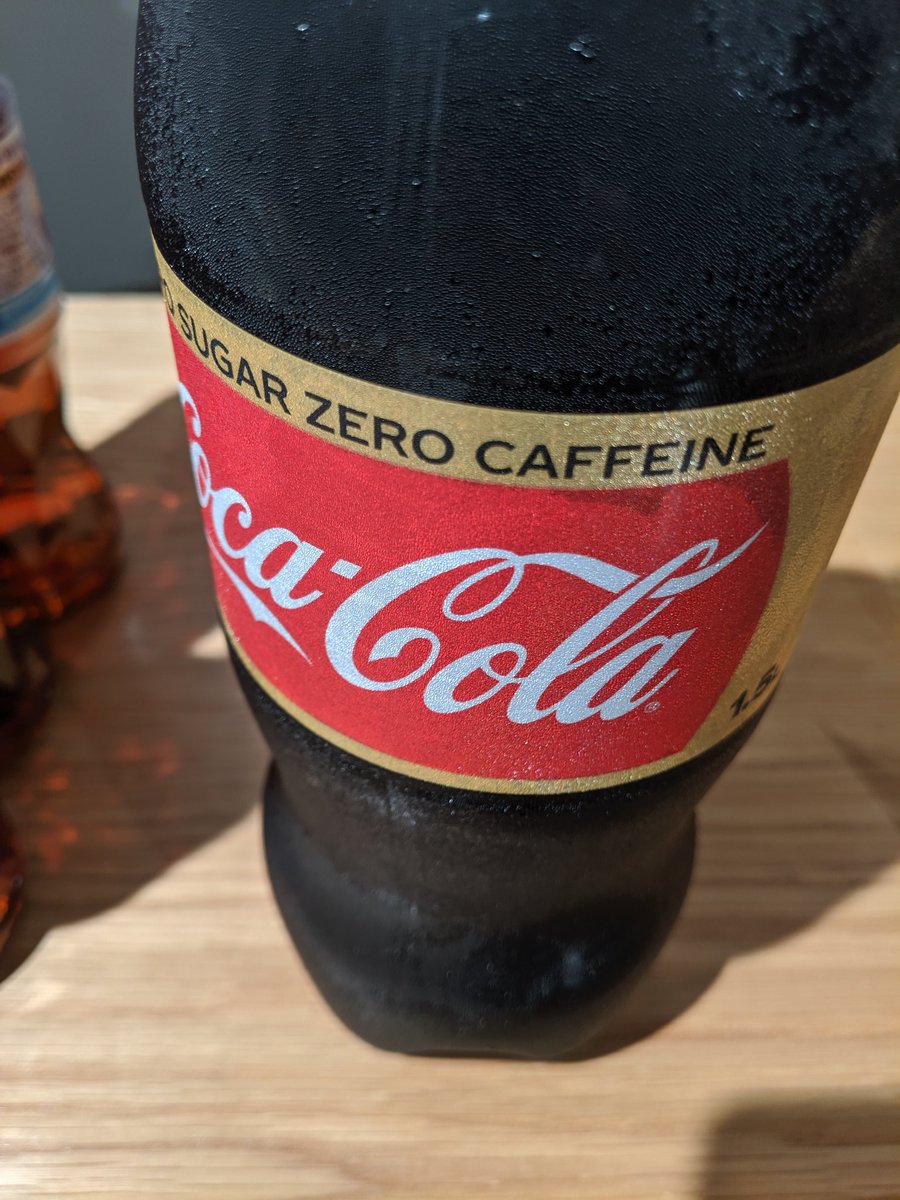 SUGAR ZERO CAFFEINE
Coca-Cola
®